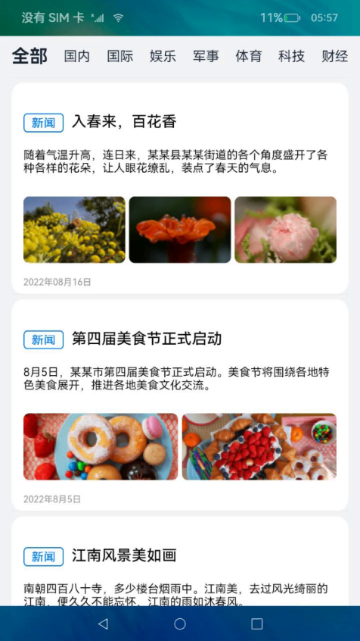 没有 SIM 卡 11% 05:57
全部 国内 国际 娱乐 军事 体育 科技 财经
新闻 入春来，百花香
随着气温升高，连日来，某某县某某街道的各个角度盛开了各
种各样的花朵，让人眼花缭乱，装点了春天的气息。
2022年08月16日
新闻 第四届美食节正式启动
8月5日，某某市第四届美食节正式启动。美食节将围绕各地特
色美食展开，推进各地美食文化交流。
2022年8月5日
新闻 江南风景美如画
南朝四百八十寺，多少楼台烟雨中。江南美，去过风光绮丽的
江南，便久久不能忘怀，江南的雨如沐春风。